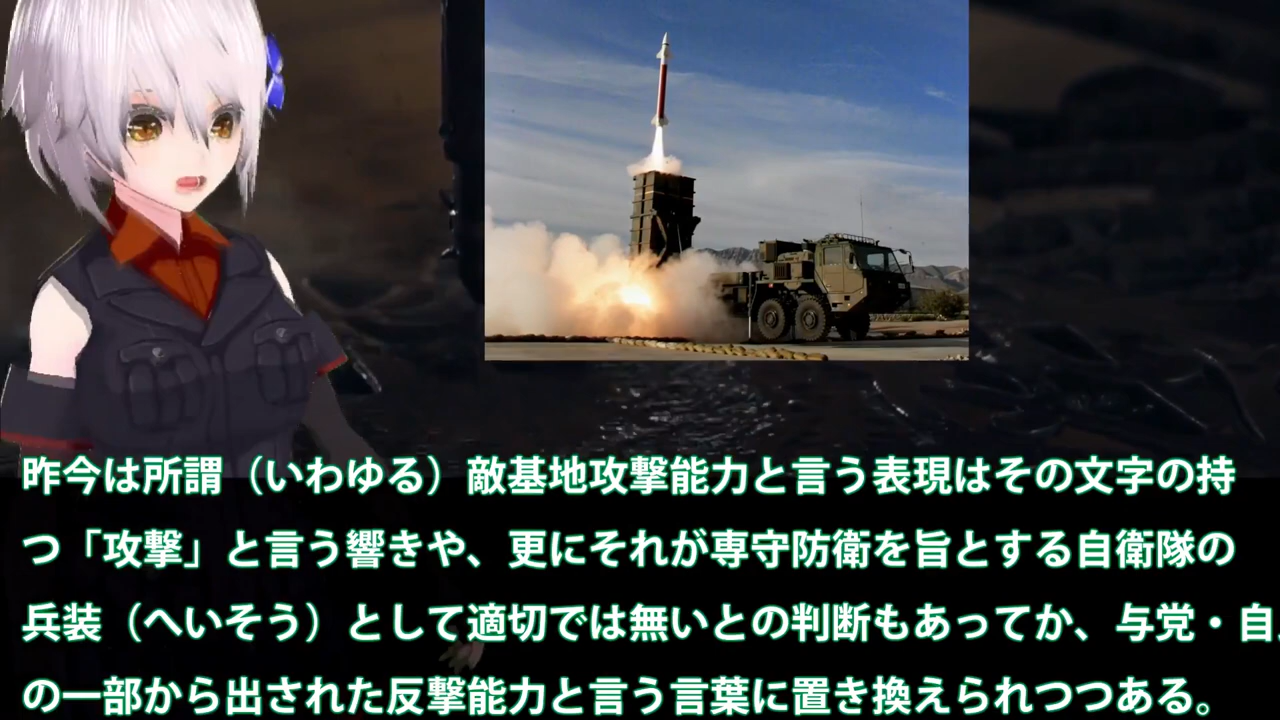 昨今は所謂（いわゆる）敵基地攻撃能力と言う表現はその文字の持
つ「攻撃」と言う響きや、更にそれが専守防衛を旨とする自衛隊の
兵装（へいそう）として適切では無いとの判断もあってか、与党・自
の一部から出された反撃能力と言う言葉に置き換えられつつある。